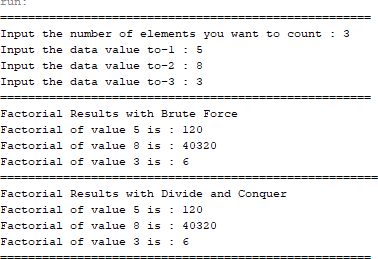 run:
=====================================================
Input the number of elements you want to count : 3
Input the data value to-1 : 5
Input the data value to-2 : 8
Input the data value to-3 : 3
=====================================================
Factorial Results with Brute Force
Factorial of value 5 is : 120
Factorial of value 8 is : 40320
Factorial of value 3 is : 6
======================================================
Factorial Results with Divide and Conquer
Factorial of value 5 is : 120
Factorial of value 8 is : 40320
Factorial of value 3 is : 6
=====================================================